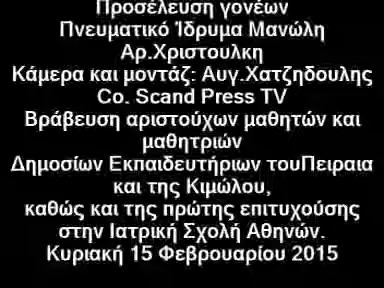 Προσέλευση γονέων
Πνευματικό Ίδρυμα Μανώλη
Αρ.Χριστουλκη
Κάμερα και μοντάζ: Αυγ.Χατζηδουλης
Co. Scand Press TV
Βράβευση αριστούχων μαθητών και
μαθητριών
Δημοσίων Εκπαιδευτήριων τουΠειραια
και της Κιμώλου,
καθώς και της πρώτης επιτυχούσης
στην Ιατρική Σχολή Αθηνών.
Κυριακή 15 Φεβρουαρίου 2015